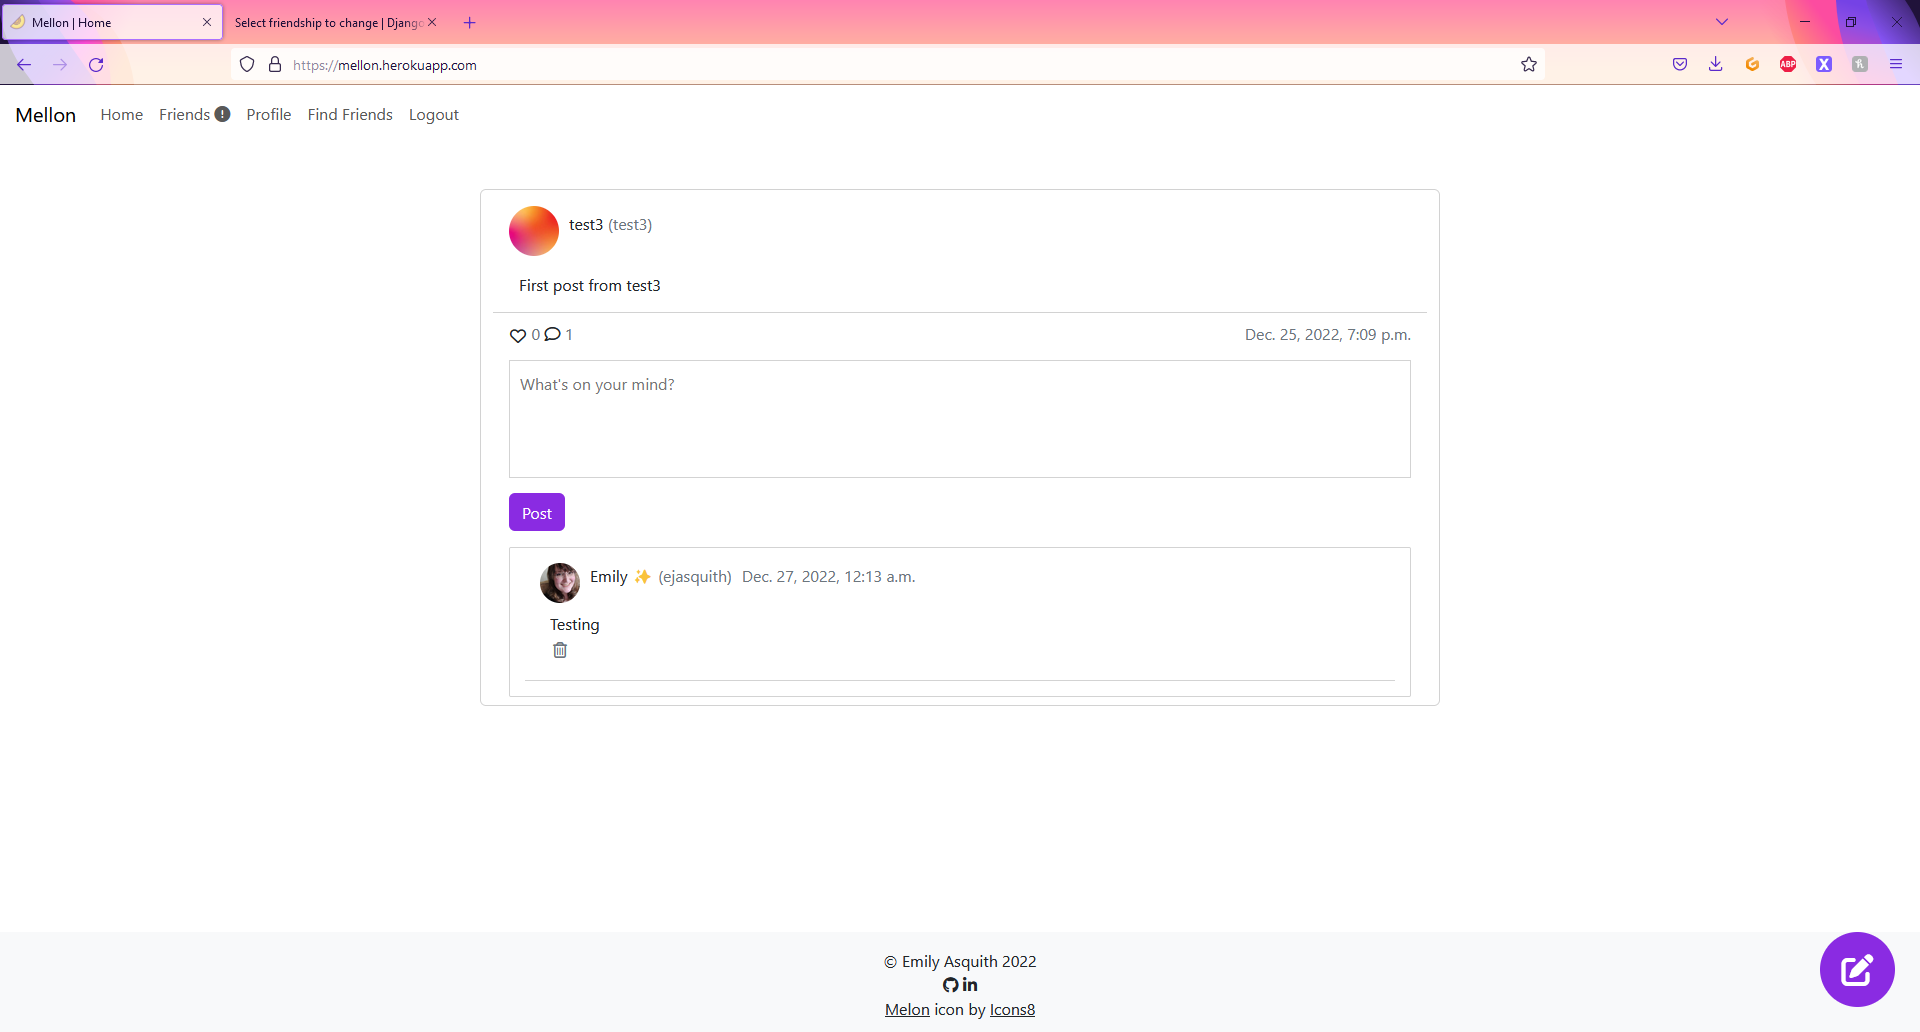 Mellon | Home
Select friendship to change | Djang
https://mellon.herokuapp.com
ABP
Mellon Home Friends Profile Find Friends Logout
test3 (test3)
First post from test3
0 1 Dec. 25, 2022, 7:09 p.m.
What's on your mind?
Post
Emily ✨ (ejasquith) Dec. 27, 2022, 12:13 a.m.
Testing
© Emily Asquith 2022
in
Melon icon by Icons8